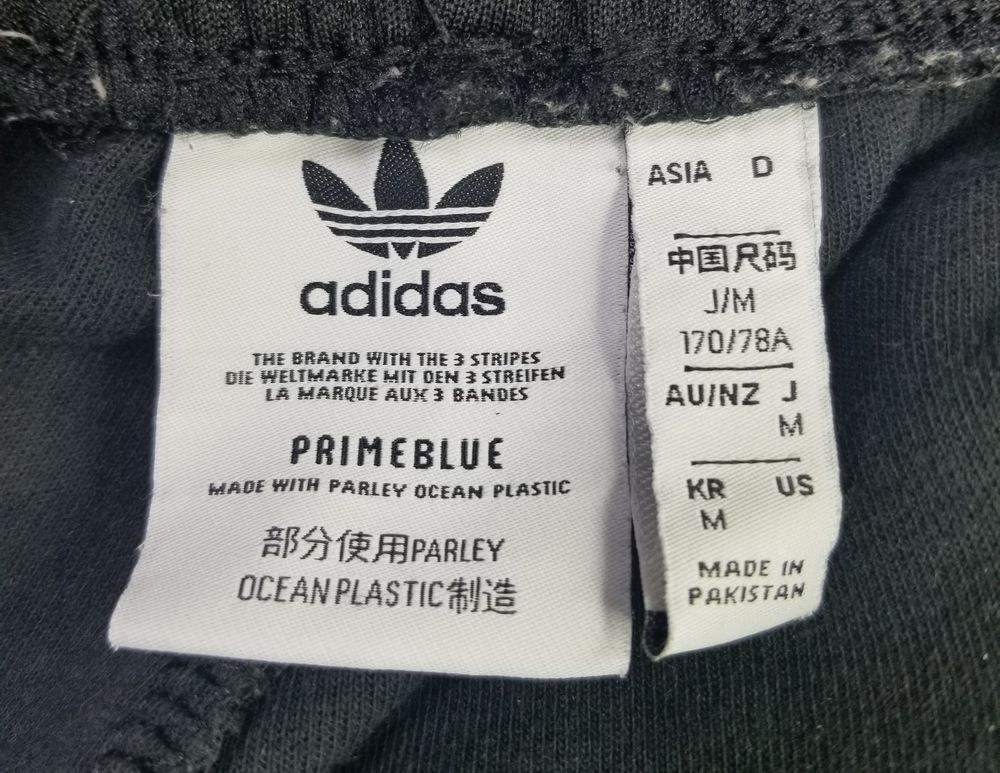 adidas
THE BRAND WITH THE 3 STRIPES
DIE WELTMARKE MIT DEN 3 STREIFEN
LA MARQUE AUX 3 BANDES
PRIMEBLUE
MADE WITH PARLEY OCEAN PLASTIC
部分使用PARLEY
OCEAN PLASTIC制造
ASIA D
中国尺码
J/M
170/78A
AU/NZ J
M
KR US
M
MADE IN
PAKISTAN